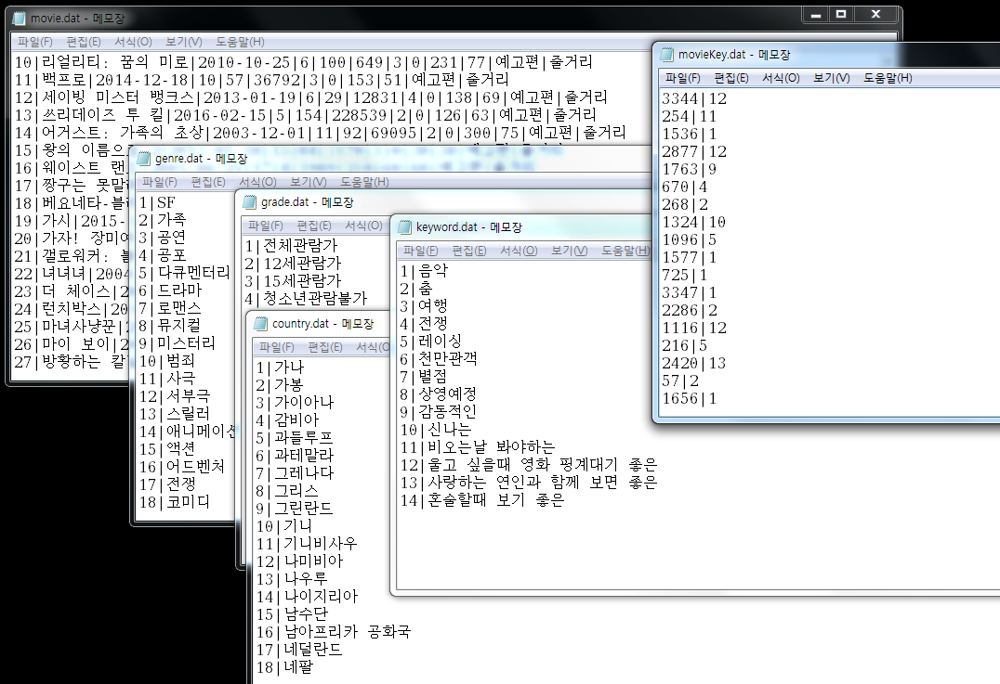 movie.dat - 메모장
파일(F) 편집(E) 서식(O) 보기(V) 도움말(H)
10|리얼리티: 꿈의 미로|2010-10-25|6|100|649|3|0|231|77|예고편|줄거리
11|백프로|2014-12-18|10|57|36792|3|0|153|51|예고편|줄거리
12|세이빙 미스터 뱅크스|2013-01-19|6|29|12831|4|0|138|69|예고편|줄거리
13|쓰리데이즈 투 킬|2016-02-15|5|154|228539|2|0|126|63|예고편|줄거리
14|어거스트: 가족의 초상|2003-12-01|11|92|69095|2|0|300|75|예고편|줄거리
15|왕의 이름으
16|웨이스트 랜
17|짱구는 못말
18|베요네타-블
19|가시|2015-
20|가자! 장미여
21|갤로워커:
22|녀녀녀|2004
23|더 체이스|2
24|런치박스|20
25|마녀사냥꾼|
26|마이 보이|20
27|방황하는 칼
genre.dat - 메모장
파일(F) 편집(E) 서식(O) 보기(V) 도움말(H)
1|SF
2|가족
3|공연
4|공포
5|다큐멘터리
6|드라마
7|로맨스
8|뮤지컬
9|미스터리
10|범죄
11|사극
12|서부극
13|스릴러
14|애니메이션
15|액션
16|어드벤처
17|전쟁
18|코미디
grade.dat - 메모장
파일(F) 편집(E) 서식(O)
1|전체관람가
2|12세관람가
3|15세관람가
4|청소년관람불가
country.dat - 메모장
파일(F) 편집(E) 서식(O
1|가나
2|가봉
3|가이아나
4|감비아
5|과들루프
6|과테말라
7|그레나다
8|그리스
9|그린란드
10|기니
11|기니비사우
12|나미비아
13|나우루
14|나이지리아
15|남수단
16|남아프리카 공화국
17|네덜란드
18|네팔
keyword.dat - 메모장
파일(F) 편집(E) 서식(O) 보기(V) 도움말(H)
1|음악
2|춤
3|여행
4|전쟁
5|레이싱
6|천만관객
7|별점
8|상영예정
9|감동적인
10|신나는
11|비오는날 봐야하는
12|울고 싶을때 영화 핑계대기 좋은
13|사랑하는 연인과 함께 보면 좋은
14|혼술할때 보기 좋은
movieKey.dat - 메모장
파일(F) 편집(E) 서식(O) 보기(V) 도움말(H)
3344|12
254|11
1536|1
2877|12
1763|9
670|4
268|2
1324|10
1096|5
1577|1
725|1
3347|1
2286|2
1116|12
216|5
2420|13
57|2
1656|1